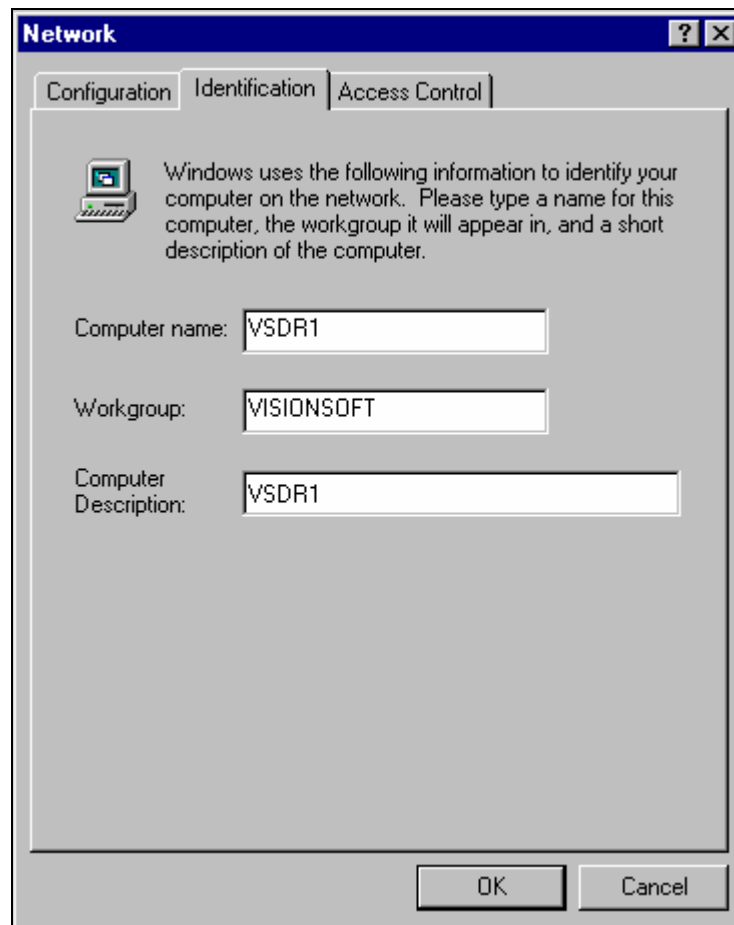 Network
Configuration Identification Access Control
Windows uses the following information to identify your
computer on the network. Please type a name for this
computer, the workgroup it will appear in, and a short
description of the computer.
Computer name: VSDR1
Workgroup: VISIONSOFT
Computer
Description: VSDR1
OK Cancel